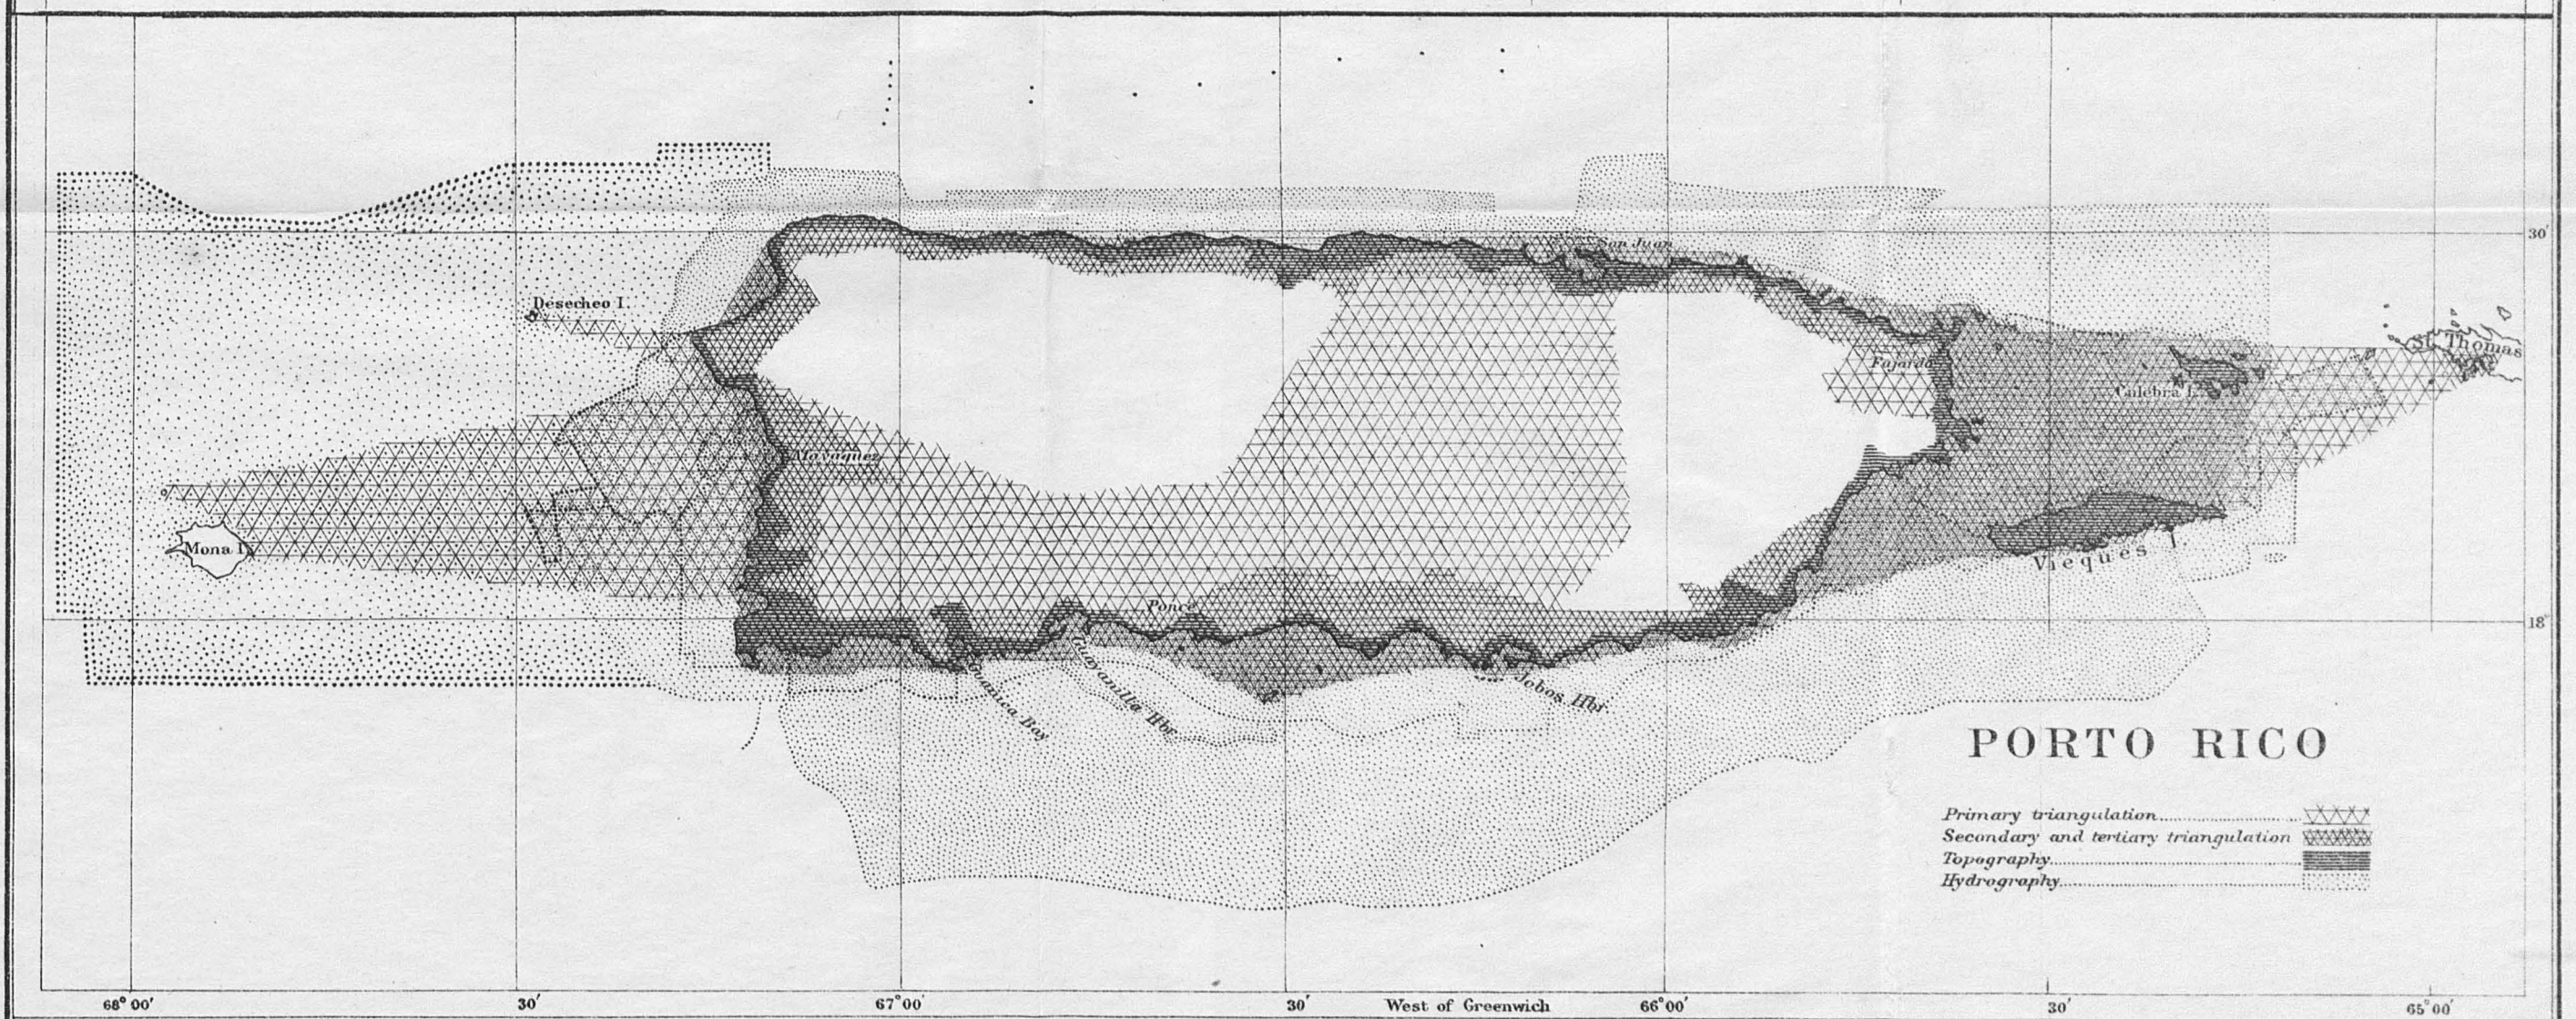 30'
San Juan
Desecheo I.
St. Thomas
Fajardo
Culebra I.
Mayaguez
Mona I.
Vieques I.
Ponce
18°
Guanica Bay
Guayanilla Hbr.
Jobos Hbr.
PORTO RICO
Primary triangulation
Secondary and tertiary triangulation
Topography
Hydrography
68° 00' 30' 67° 00' 30' West of Greenwich 66° 00' 30' 65° 00'